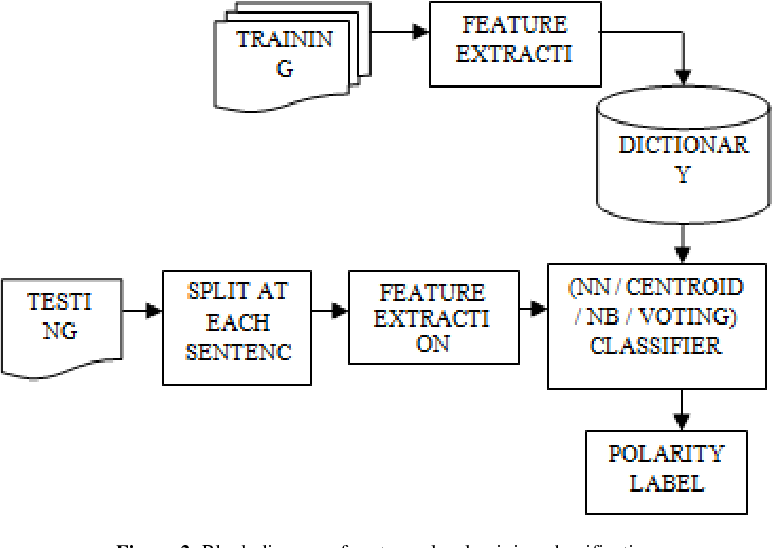 TRAININ
G
FEATURE
EXTRACTI
DICTIONAR
Y
TESTI
NG
SPLIT AT
EACH
SENTENC
FEATURE
EXTRACTI
ON
(NN / CENTROID
/ NB / VOTING)
CLASSIFIER
POLARITY
LABEL